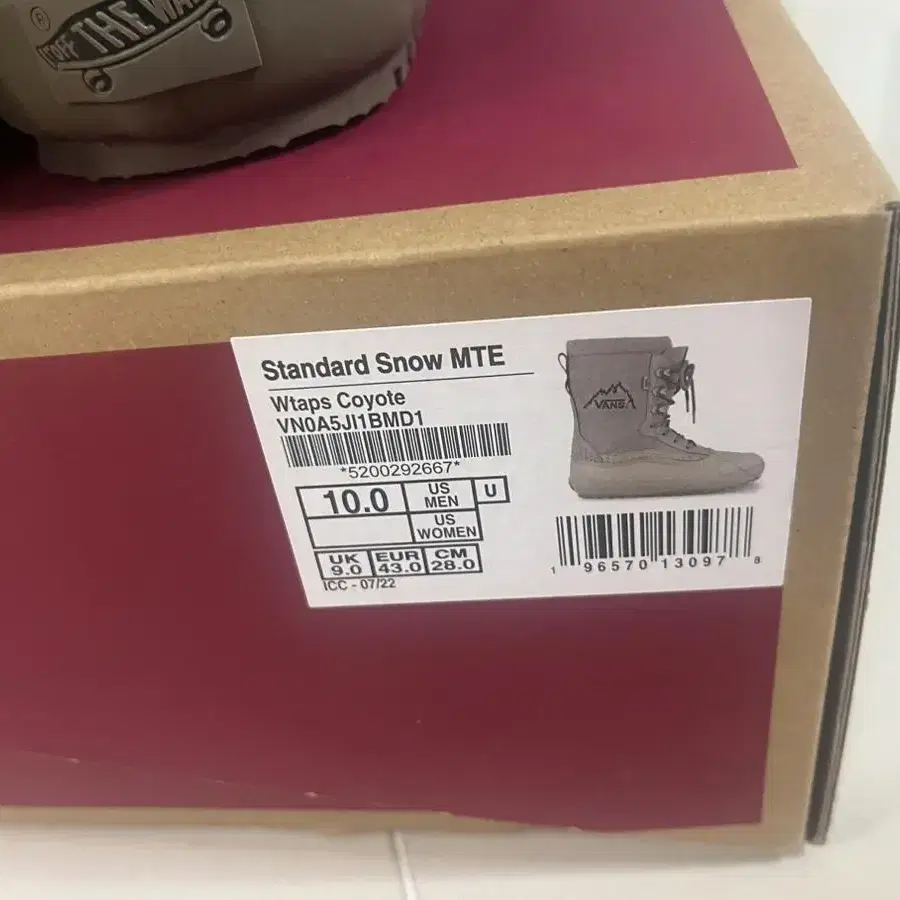 ®
"OFF THE WALL
Standard Snow MTE
Wtaps Coyote
VN0A5JI1BMD1
*5200292667*
10.0 US MEN U
US WOMEN
UK EUR CM
9.0 43.0 28.0
ICC - 07/22
VANS
1 96570 13097 8